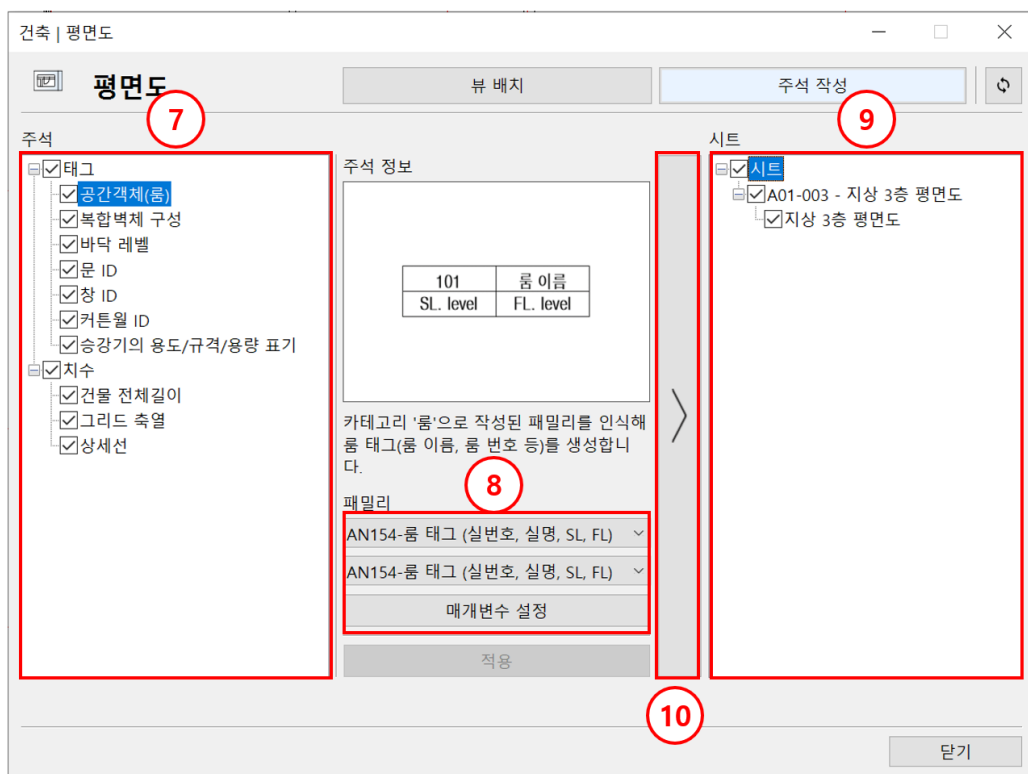 건축 | 평면도
평면도
뷰 배치
주석 작성
7
9
주석
시트
태그
공간객체(룸)
복합벽체 구성
바닥 레벨
문 ID
창 ID
커튼월 ID
승강기의 용도/규격/용량 표기
치수
건물 전체길이
그리드 축열
상세선
주석 정보
101 룸 이름
SL. level FL. level
카테고리 '룸'으로 작성된 패밀리를 인식해
룸 태그(룸 이름, 룸 번호 등)를 생성합니
다.
8
패밀리
AN154-룸 태그 (실번호, 실명, SL, FL)
AN154-룸 태그 (실번호, 실명, SL, FL)
매개변수 설정
적용
시트
A01-003 - 지상 3층 평면도
지상 3층 평면도
10
닫기